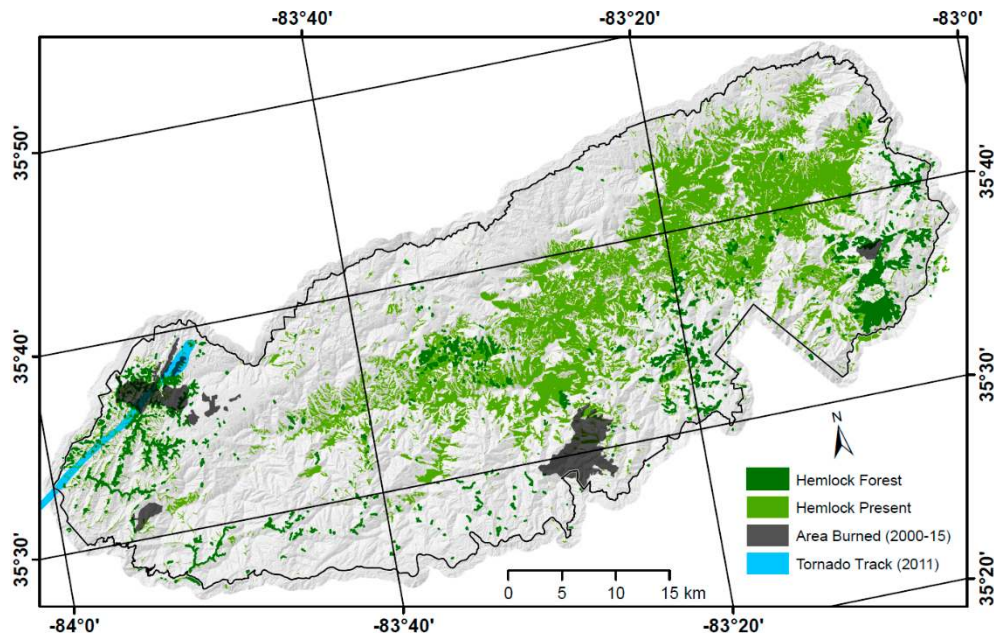 -83°40'
-83°20'
-83°0'
35°50'
35°40'
35°40'
35°30'
N
Hemlock Forest
Hemlock Present
Area Burned (2000-15)
Tornado Track (2011)
35°30'
35°20'
0 5 10 15 km
-84°0'
-83°40'
-83°20'